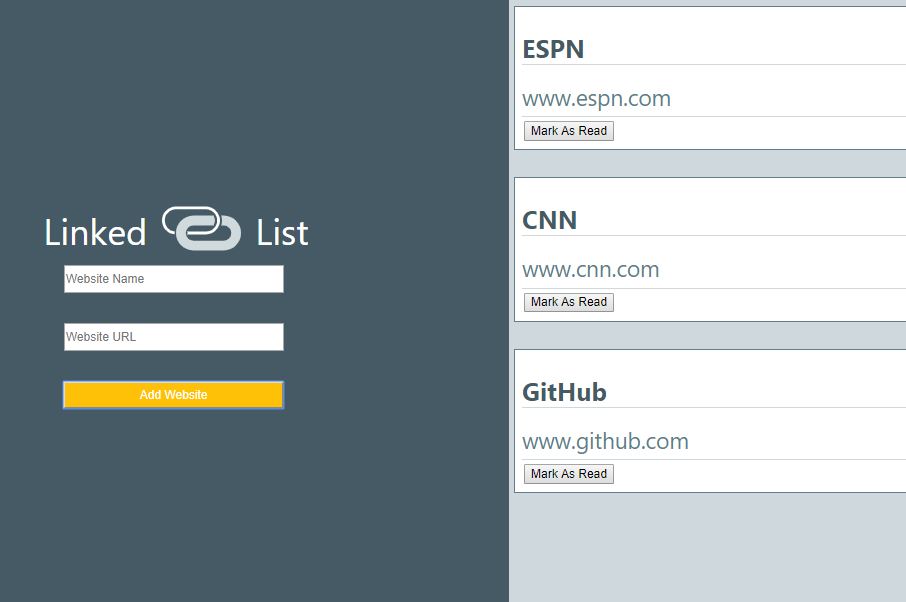 Linked List
Website Name
Website URL
Add Website
ESPN
www.espn.com
Mark As Read
CNN
www.cnn.com
Mark As Read
GitHub
www.github.com
Mark As Read